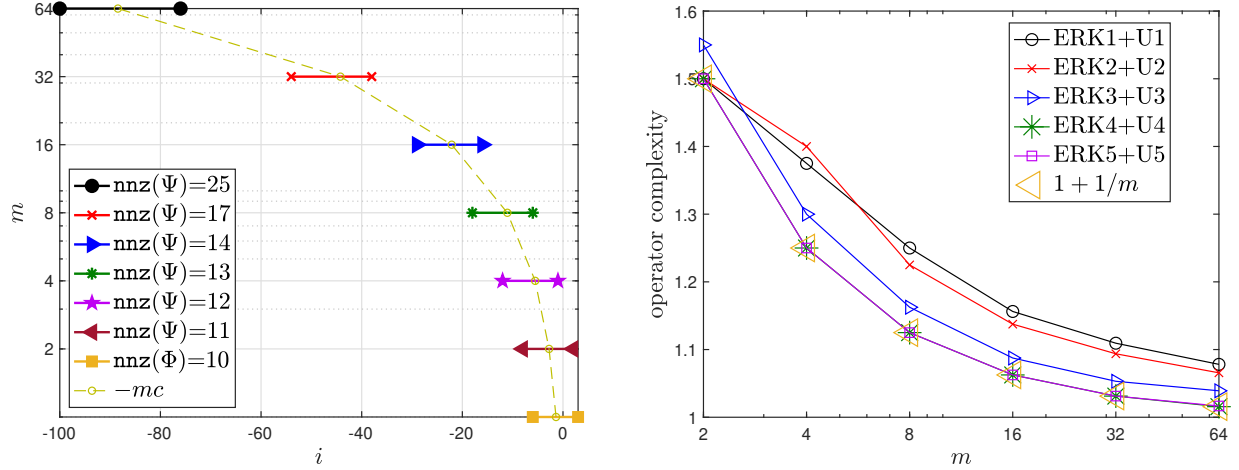 64
32
16
8
4
2
m
-100
-80
-60
-40
-20
0
i
nnz(Ψ)=25
nnz(Ψ)=17
nnz(Ψ)=14
nnz(Ψ)=13
nnz(Ψ)=12
nnz(Ψ)=11
nnz(Φ)=10
−mc
1.6
1.5
1.4
1.3
1.2
1.1
1
operator complexity
2
4
8
16
32
64
m
ERK1+U1
ERK2+U2
ERK3+U3
ERK4+U4
ERK5+U5
1 + 1/m